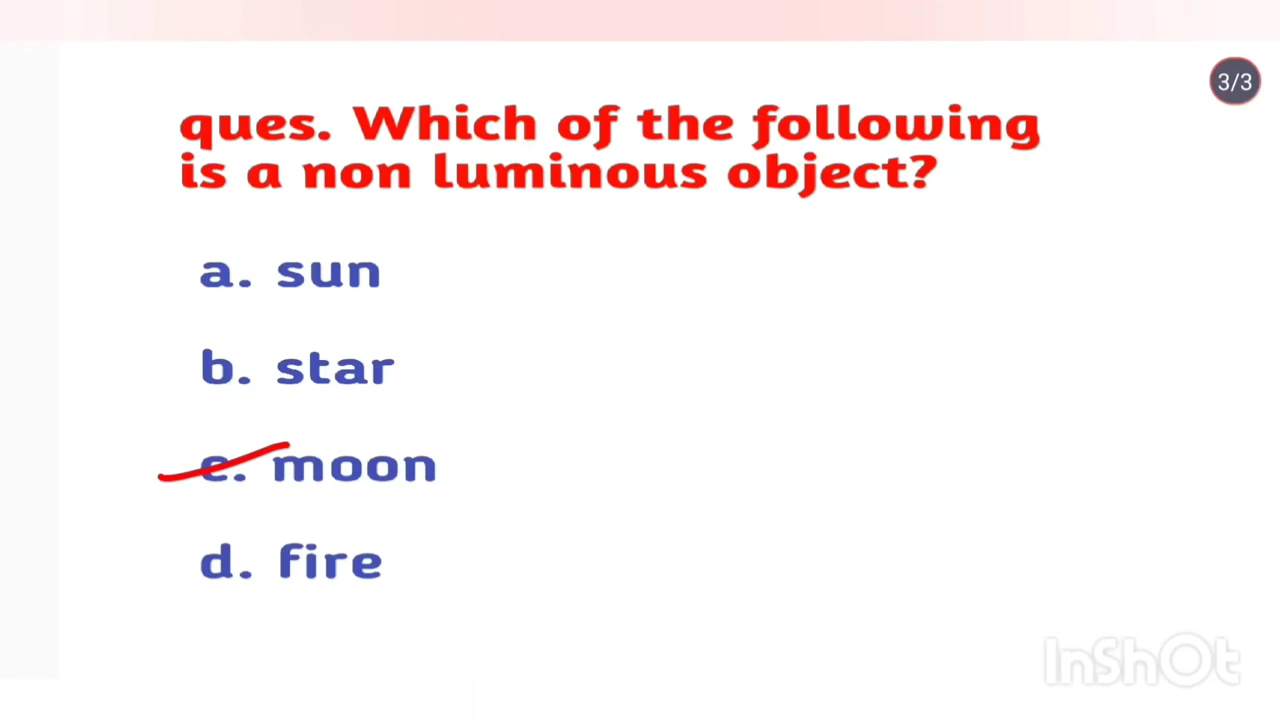 3/3
ques. Which of the following
is a non luminous object?
a. sun
b. star
c. moon
d. fire
InShOt